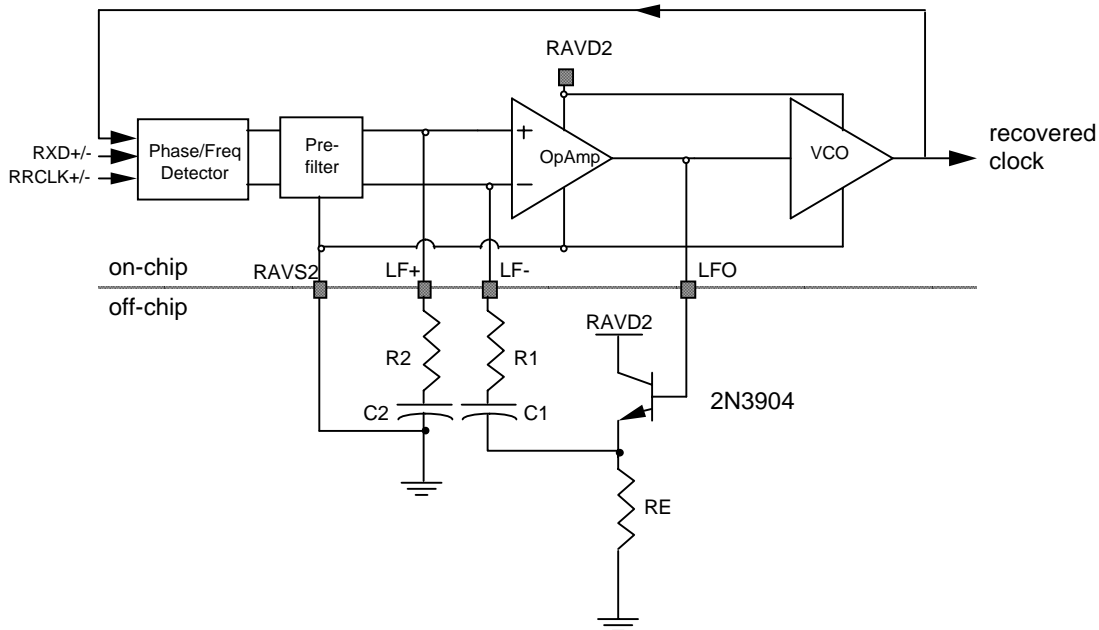 RAVD2
RXD+/-
RRCLK+/-
Phase/Freq
Detector
Pre-
filter
+
−
OpAmp
VCO
recovered
clock
on-chip
RAVS2
LF+
LF-
LFO
off-chip
RAVD2
R2
R1
C2
C1
2N3904
RE